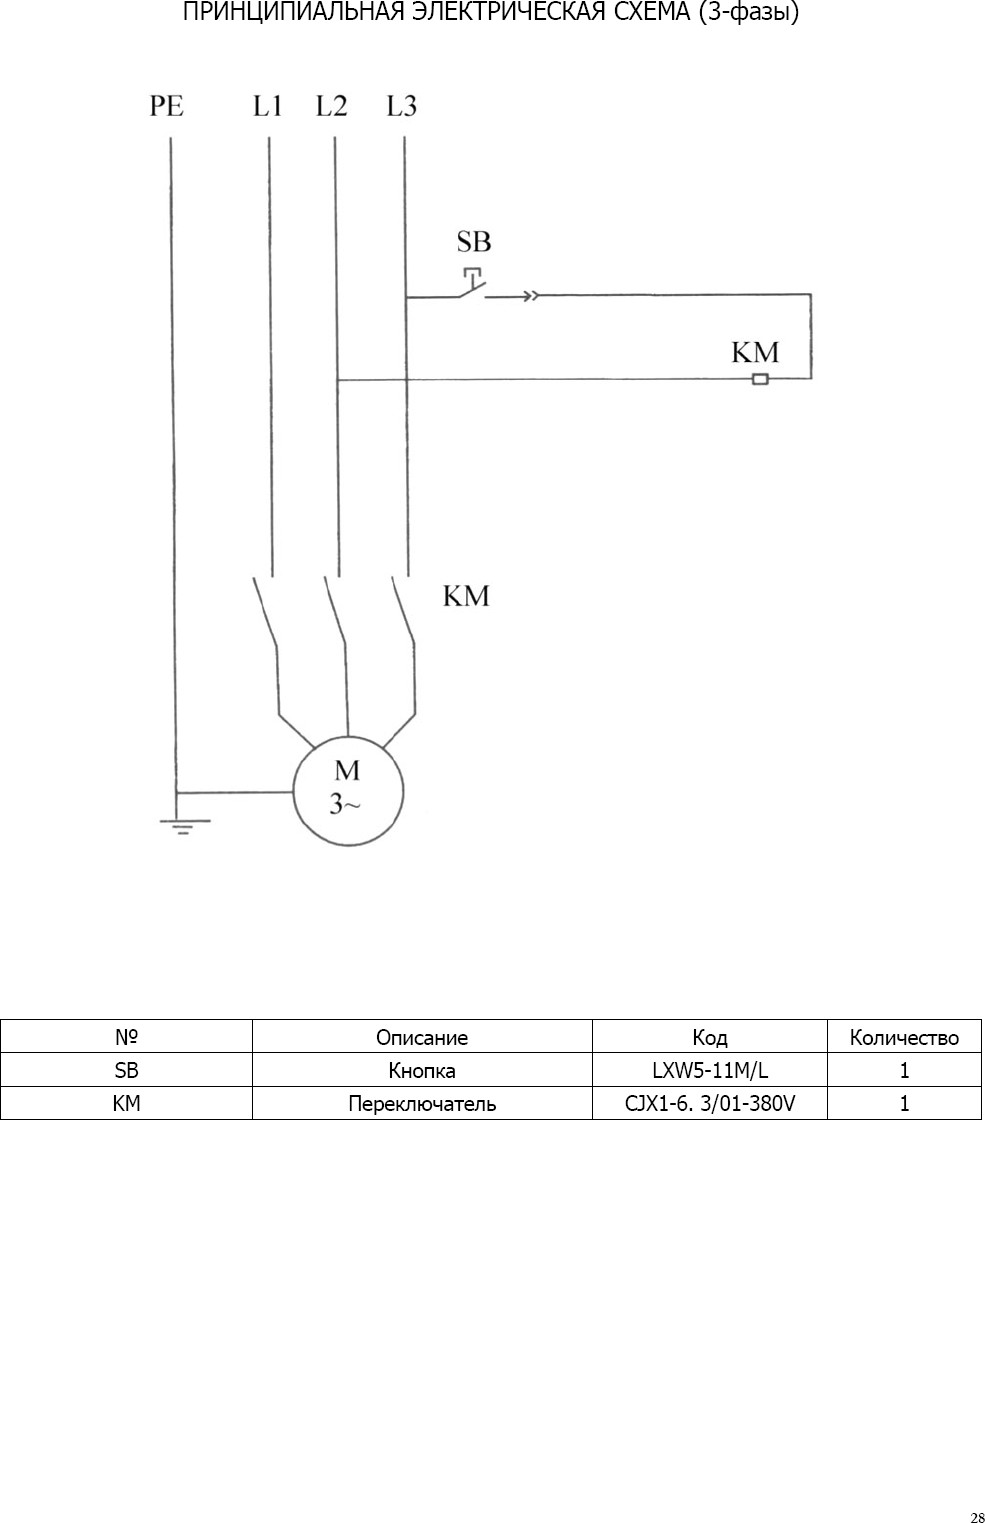 ПРИНЦИПИАЛЬНАЯ ЭЛЕКТРИЧЕСКАЯ СХЕМА (3-фазы)
PE L1 L2 L3
SB
KM
KM
M
3~
№ Описание Код Количество
SB Кнопка LXW5-11M/L 1
KM Переключатель CJX1-6. 3/01-380V 1
28